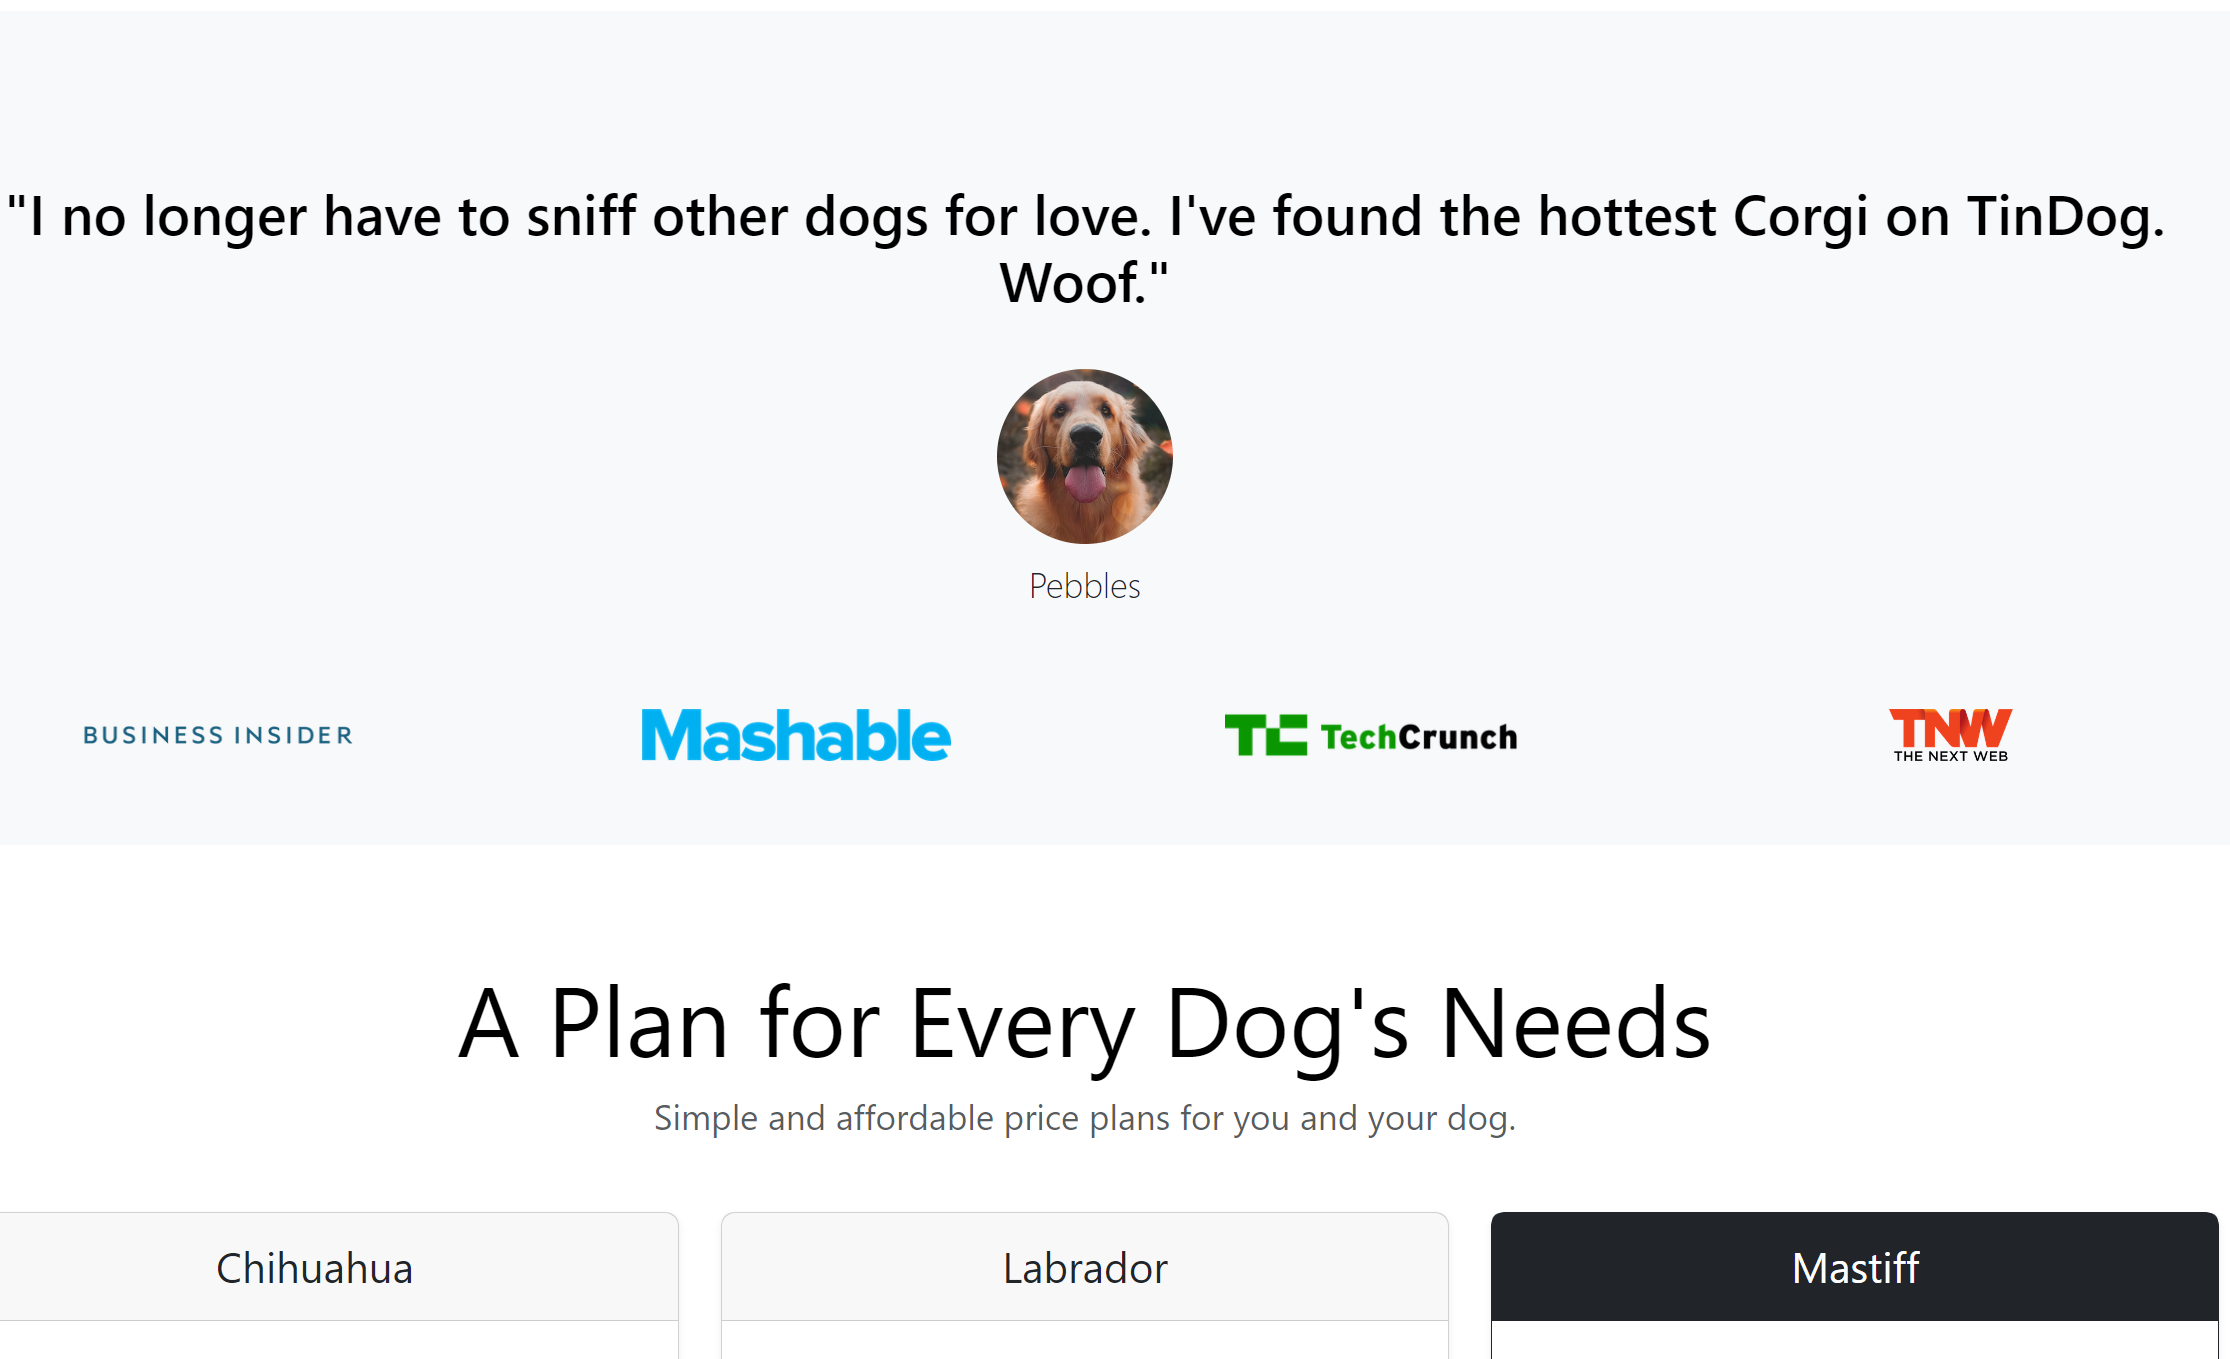 "I no longer have to sniff other dogs for love. I've found the hottest Corgi on TinDog.
Woof."
Pebbles
BUSINESS INSIDER
Mashable
TC TechCrunch
TNW
THE NEXT WEB
A Plan for Every Dog's Needs
Simple and affordable price plans for you and your dog.
Chihuahua
Labrador
Mastiff